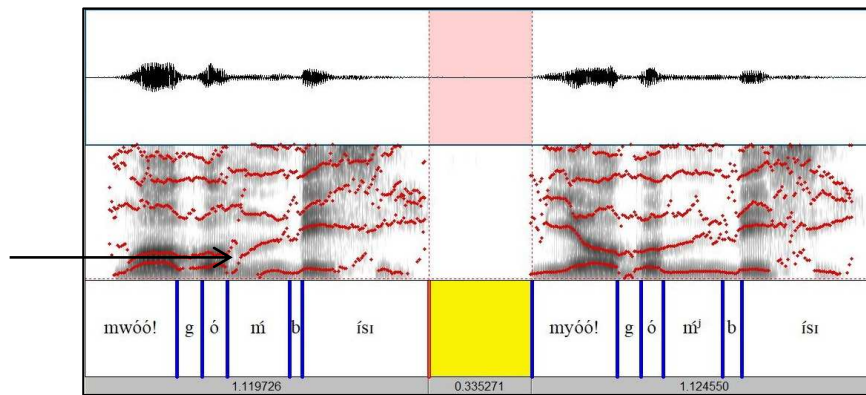 mwóó! g ó ḿ b ísɪ myóó! g ó ḿʲ b ísɪ
1.119726 0.335271 1.124550